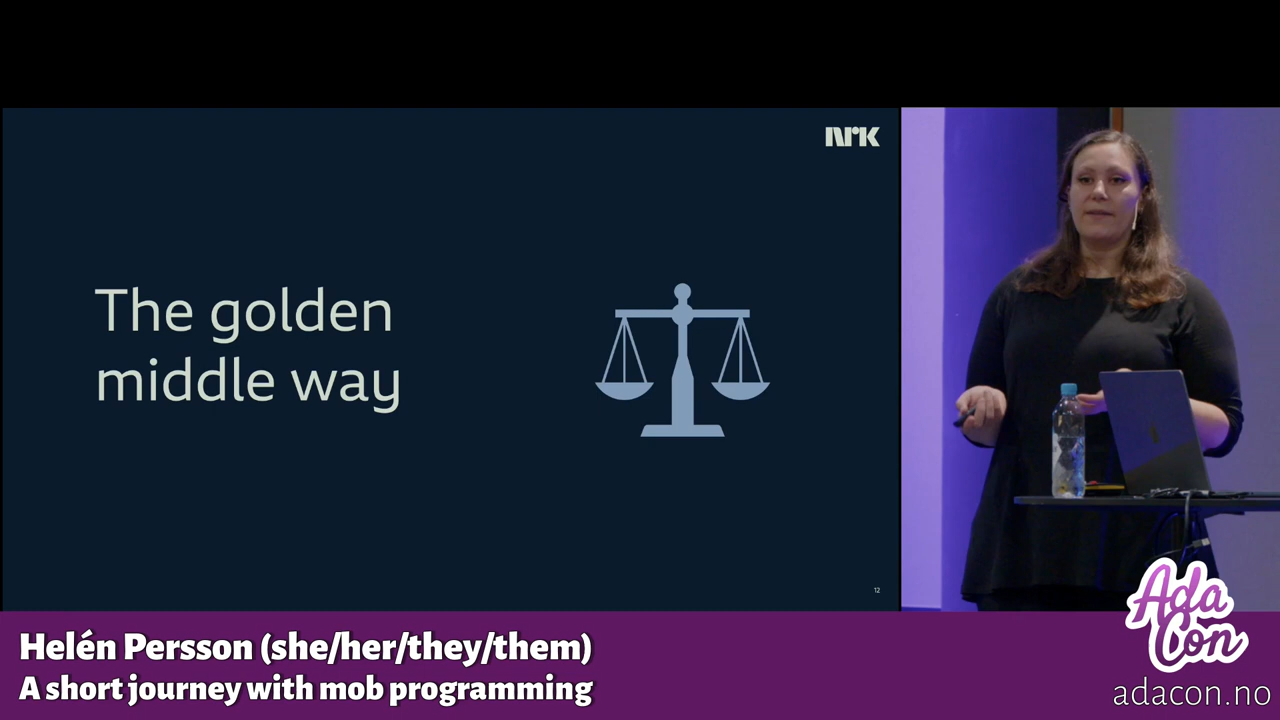 NRK
The golden
middle way
12
Helén Persson (she/her/they/them)
A short journey with mob programming
Ada
Con
adacon.no